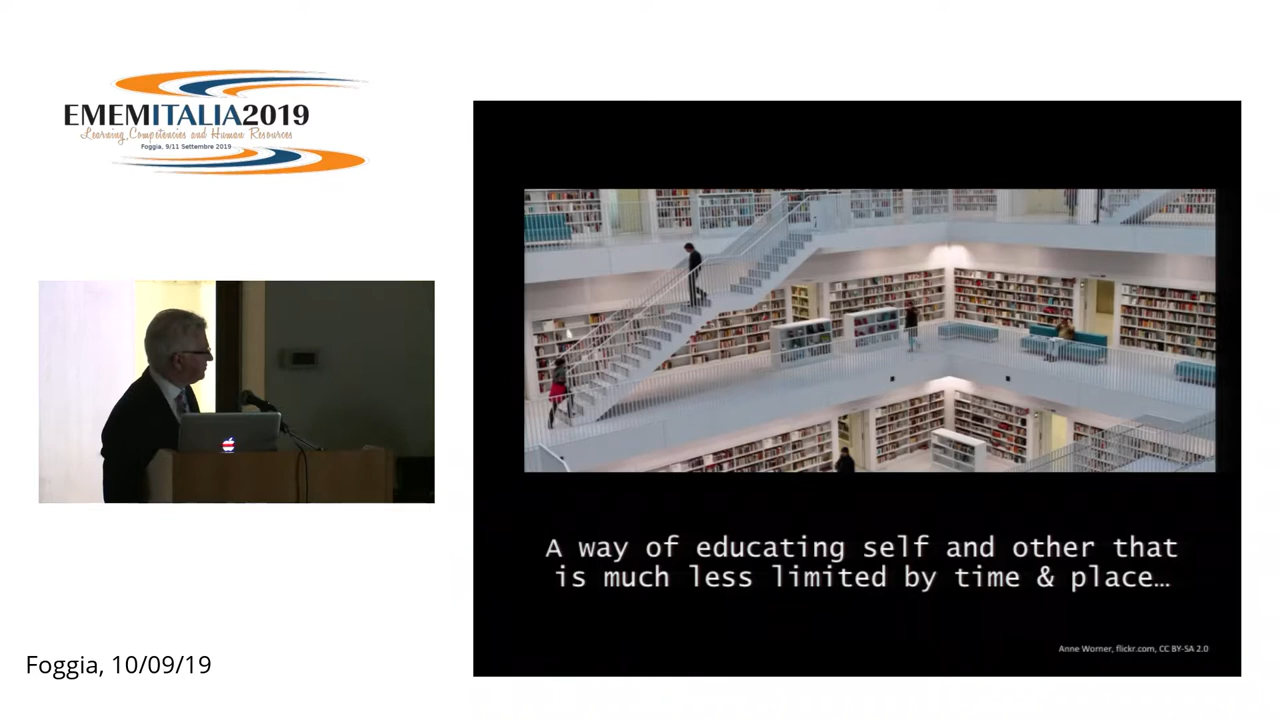 EMEMITALIA2019
Learning, Competencies and Human Resources
Foggia, 9/11 Settembre 2019
A way of educating self and other that
is much less limited by time & place…
Anne Worner, flickr.com, CC BY-SA 2.0
Foggia, 10/09/19